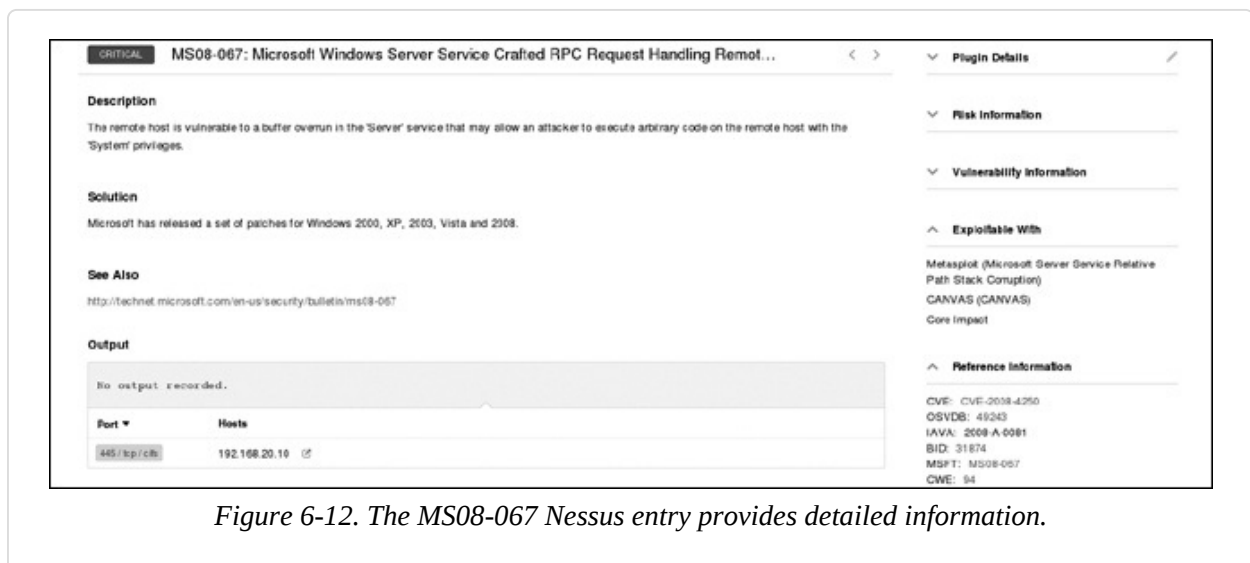 CRITICAL MS08-067: Microsoft Windows Server Service Crafted RPC Request Handling Remot...
Description
The remote host is vulnerable to a buffer overrun in the 'Server' service that may allow an attacker to execute arbitrary code on the remote host with the
'System' privileges.
Solution
Microsoft has released a set of patches for Windows 2000, XP, 2003, Vista and 2008.
See Also
http://technet.microsoft.com/en-us/security/bulletin/ms08-067
Output
No output recorded.
Port Hosts
445 / tcp / cifs 192.168.20.10
Plugin Details
Risk Information
Vulnerability Information
Exploitable With
Metasploit (Microsoft Server Service Relative
Path Stack Corruption)
CANVAS (CANVAS)
Core Impact
Reference Information
CVE: CVE-2008-4250
OSVDB: 49243
IAVA: 2008-A-0081
BID: 31874
MSFT: MS08-067
CWE: 94
Figure 6-12. The MS08-067 Nessus entry provides detailed information.